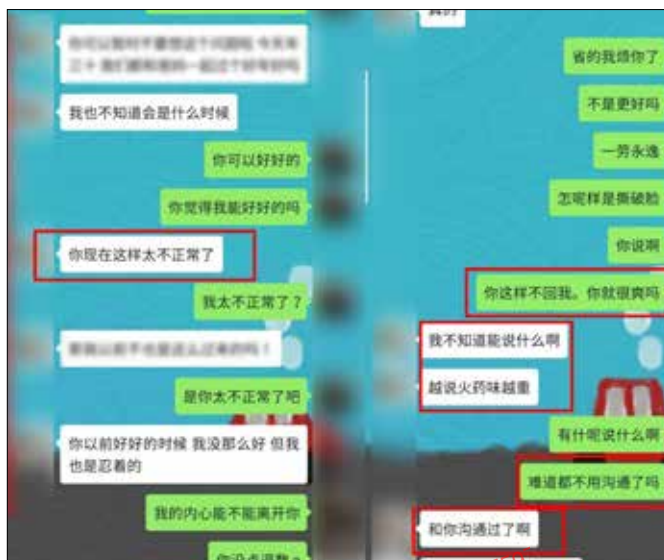 我也不知道会是什么时候
你可以好好的
你觉得我能好好的吗
你现在这样太不正常了
我太不正常了？
是你太不正常了吧
你以前好好的时候 我没那么好 但我
也是忍着的
我的内心能不能离开你
省的我烦你了
不是更好吗
一劳永逸
怎呢样是撕破脸
你说啊
你这样不回我。你就很爽吗
我不知道能说什么啊
越说火药味越重
有什呢说什么啊
难道都不用沟通了吗
和你沟通过了啊